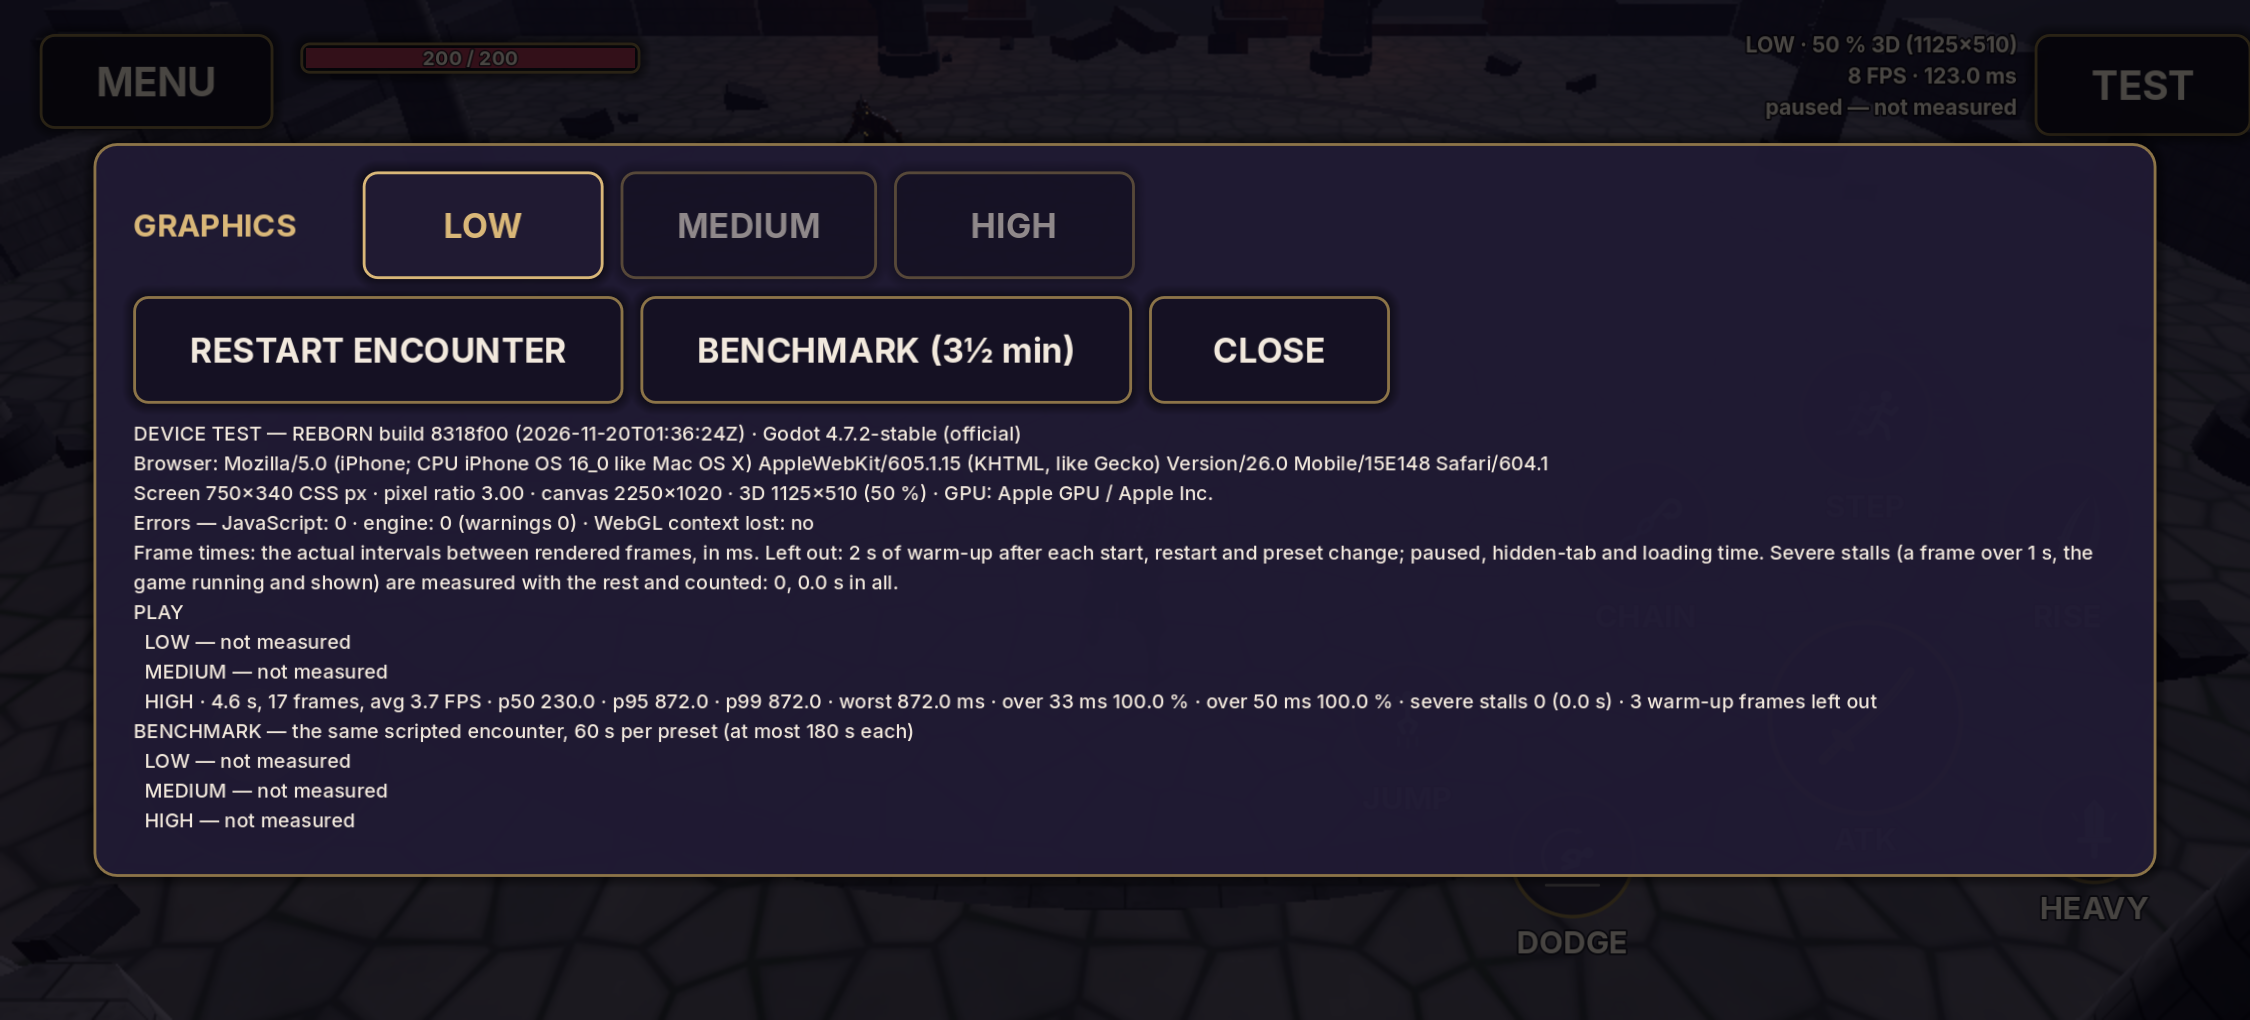 MENU
200 / 200
LOW · 50 % 3D (1125×510)
8 FPS · 123.0 ms
paused — not measured
TEST
GRAPHICS
LOW
MEDIUM
HIGH
RESTART ENCOUNTER
BENCHMARK (3½ min)
CLOSE
DEVICE TEST — REBORN build 8318f00 (2026-11-20T01:36:24Z) · Godot 4.7.2-stable (official)
Browser: Mozilla/5.0 (iPhone; CPU iPhone OS 16_0 like Mac OS X) AppleWebKit/605.1.15 (KHTML, like Gecko) Version/26.0 Mobile/15E148 Safari/604.1
Screen 750×340 CSS px · pixel ratio 3.00 · canvas 2250×1020 · 3D 1125×510 (50 %) · GPU: Apple GPU / Apple Inc.
Errors — JavaScript: 0 · engine: 0 (warnings 0) · WebGL context lost: no
Frame times: the actual intervals between rendered frames, in ms. Left out: 2 s of warm-up after each start, restart and preset change; paused, hidden-tab and loading time. Severe stalls (a frame over 1 s, the
game running and shown) are measured with the rest and counted: 0, 0.0 s in all.
PLAY
LOW — not measured
MEDIUM — not measured
HIGH · 4.6 s, 17 frames, avg 3.7 FPS · p50 230.0 · p95 872.0 · p99 872.0 · worst 872.0 ms · over 33 ms 100.0 % · over 50 ms 100.0 % · severe stalls 0 (0.0 s) · 3 warm-up frames left out
BENCHMARK — the same scripted encounter, 60 s per preset (at most 180 s each)
LOW — not measured
MEDIUM — not measured
HIGH — not measured
STEP
CHAIN
RISE
JUMP
ATK
HEAVY
DODGE